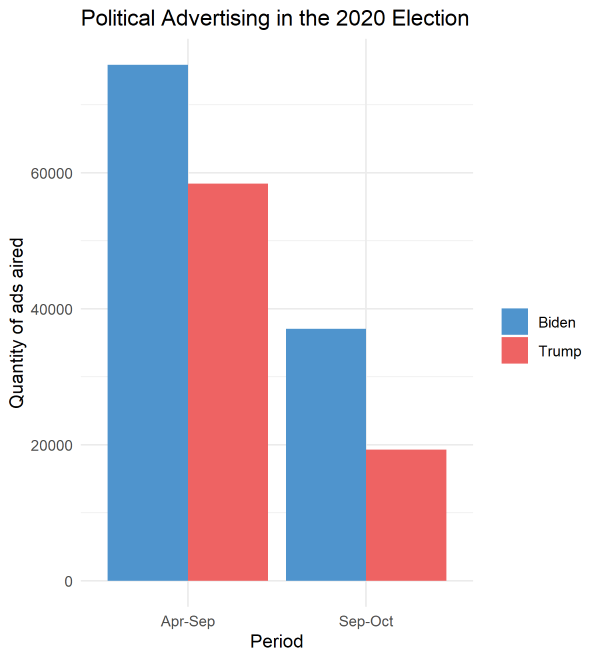 Political Advertising in the 2020 Election
Quantity of ads aired
60000
40000
20000
0
Apr-Sep
Sep-Oct
Period
Biden
Trump